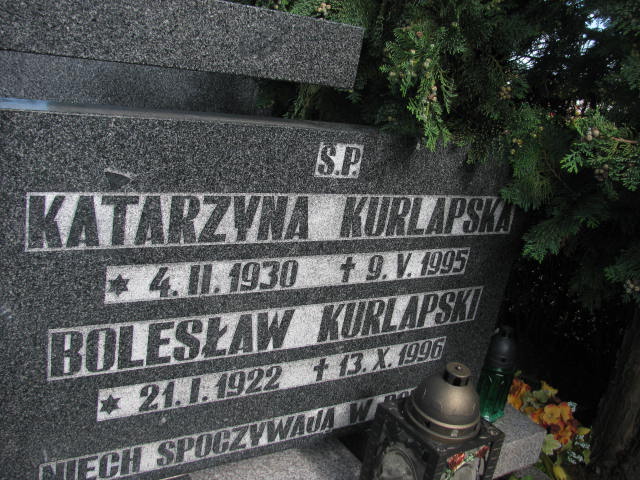 Ś.P.
KATARZYNA KURLAPSKA
* 4. II. 1930 † 9. V. 1995
BOLESŁAW KURLAPSKI
* 21. I. 1922 † 13. X. 1996
NIECH SPOCZYWAJĄ W